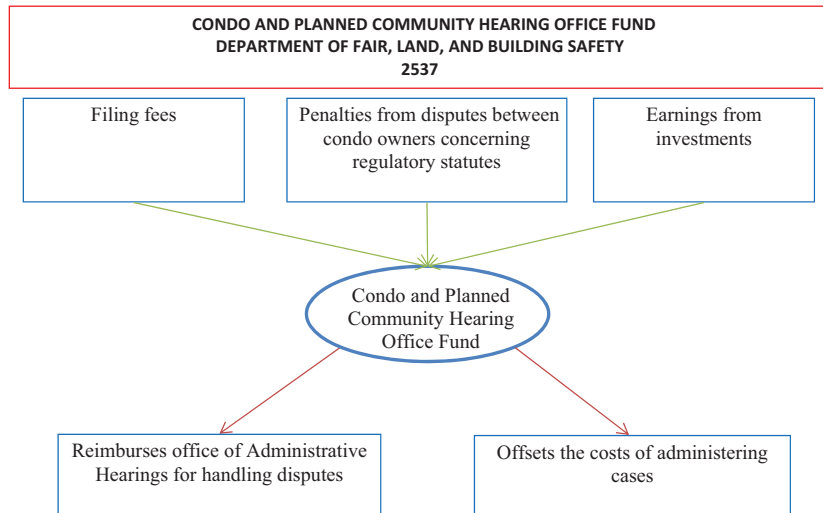 CONDO AND PLANNED COMMUNITY HEARING OFFICE FUND
DEPARTMENT OF FAIR, LAND, AND BUILDING SAFETY
2537
Filing fees
Penalties from disputes between
condo owners concerning
regulatory statutes
Earnings from
investments
Condo and Planned
Community Hearing
Office Fund
Reimburses office of Administrative
Hearings for handling disputes
Offsets the costs of administering
cases